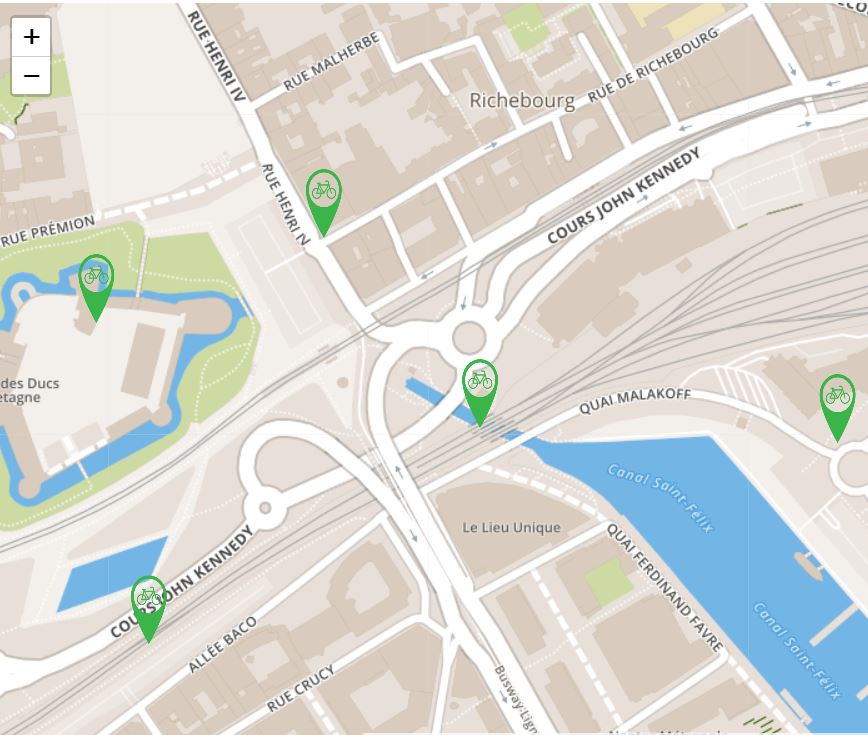 +
−
RUE HENRI IV
RUE MALHERBE
Richebourg
RUE DE RICHEBOURG
COURS JOHN KENNEDY
RUE HENRI IV
RUE PRÉMION
des Ducs
etagne
QUAI MALAKOFF
Canal Saint-Félix
Le Lieu Unique
QUAI FERDINAND FAVRE
COURS JOHN KENNEDY
ALLÉE BACO
Canal Saint-Félix
RUE CRUCY
Busway-Lign